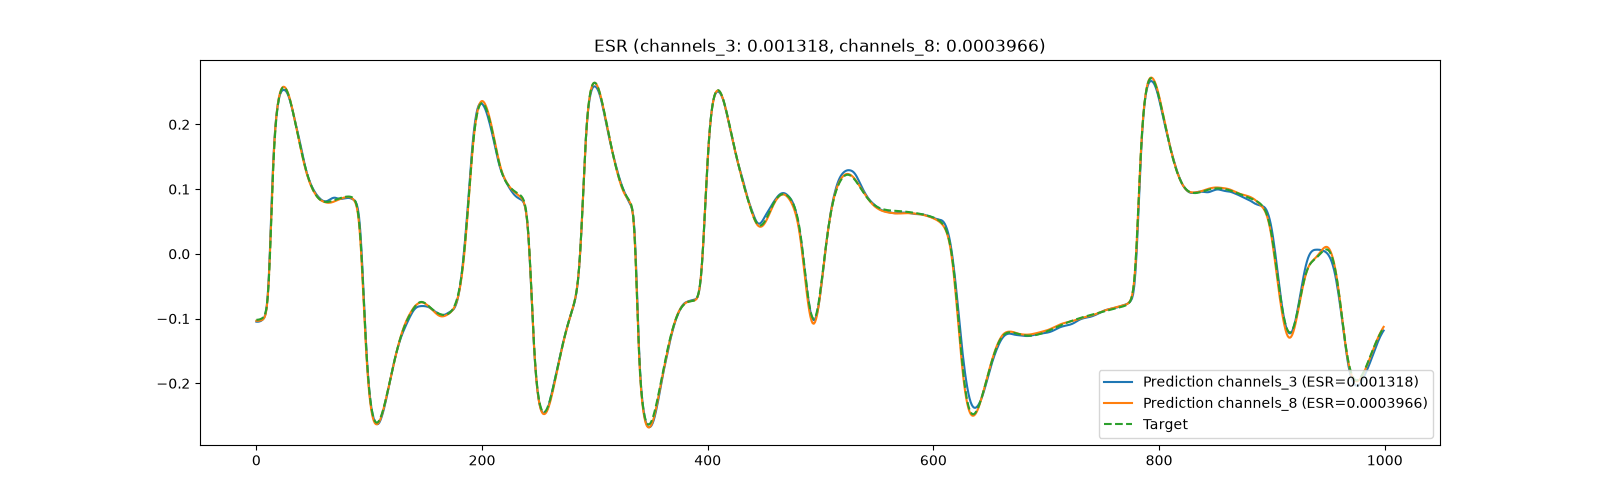 ESR (channels_3: 0.001318, channels_8: 0.0003966)
0.2
0.1
0.0
−0.1
−0.2
Prediction channels_3 (ESR=0.001318)
Prediction channels_8 (ESR=0.0003966)
Target
0 200 400 600 800 1000